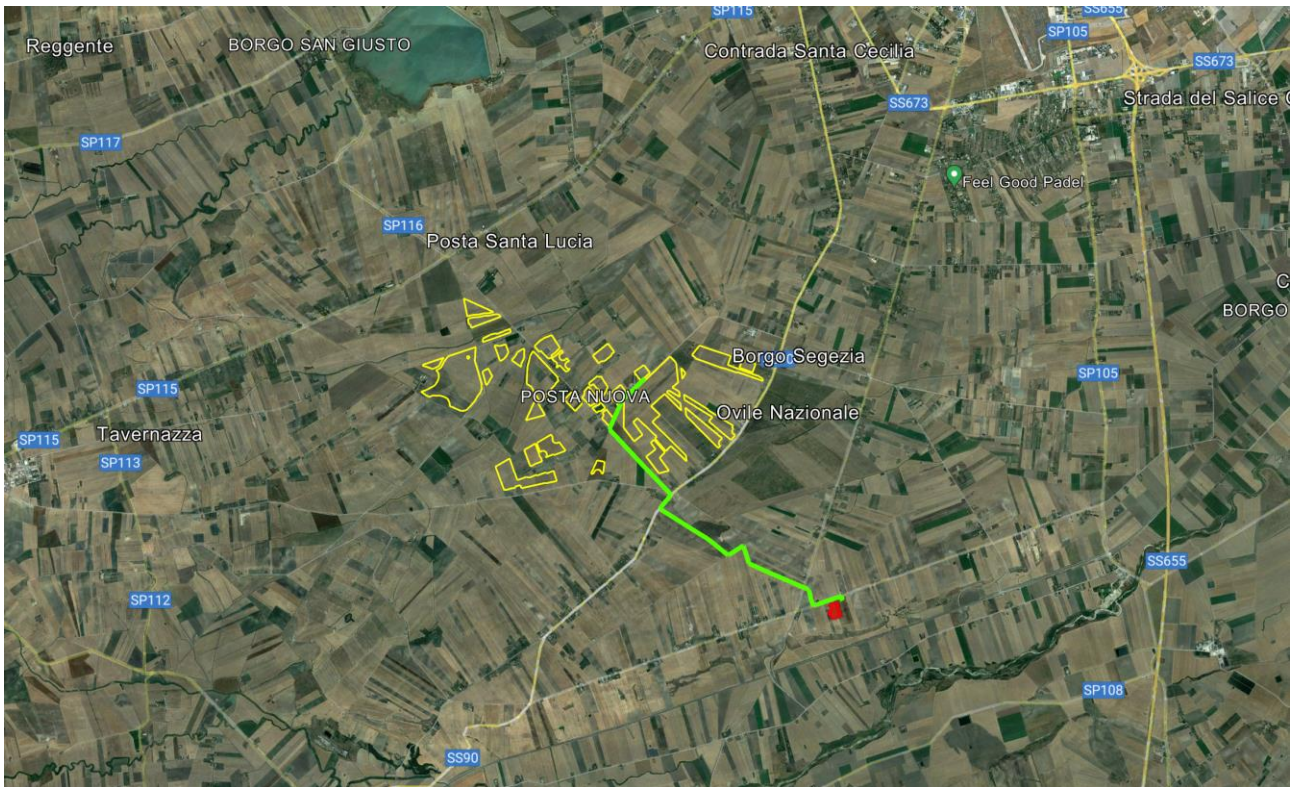 SP115
SS655
SP105
Reggente
BORGO SAN GIUSTO
Contrada Santa Cecilia
SS673
SS673
Strada del Salice
SP117
Feel Good Padel
SP116
Posta Santa Lucia
BORGO
Borgo Segezia
SP105
SP115
POSTA NUOVA
Ovile Nazionale
Tavernazza
SP115
SP113
SS655
SP112
SP108
SS90